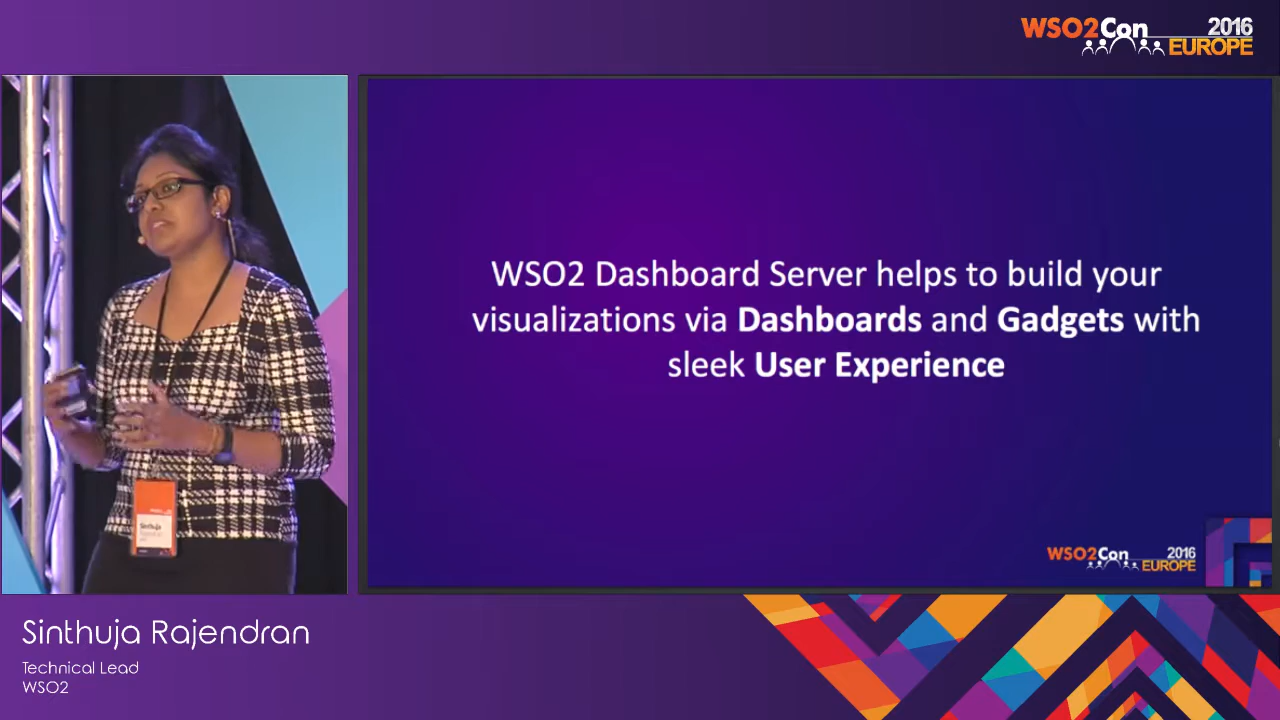 WSO2Con 2016
EUROPE
WSO2 Dashboard Server helps to build your
visualizations via Dashboards and Gadgets with
sleek User Experience
Sinthuja
WSO2Con 2016
EUROPE
Sinthuja Rajendran
Technical Lead
WSO2